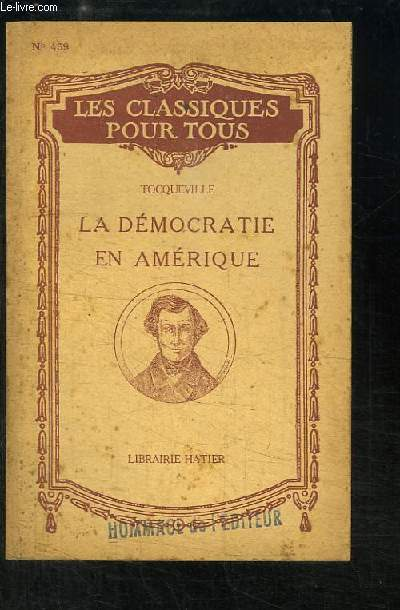 Le-livre.com
N° 459
LES CLASSIQUES
POUR TOUS
TOCQUEVILLE
LA DÉMOCRATIE
EN AMÉRIQUE
LIBRAIRIE HATIER
HOMMAGE de l'ÉDITEUR